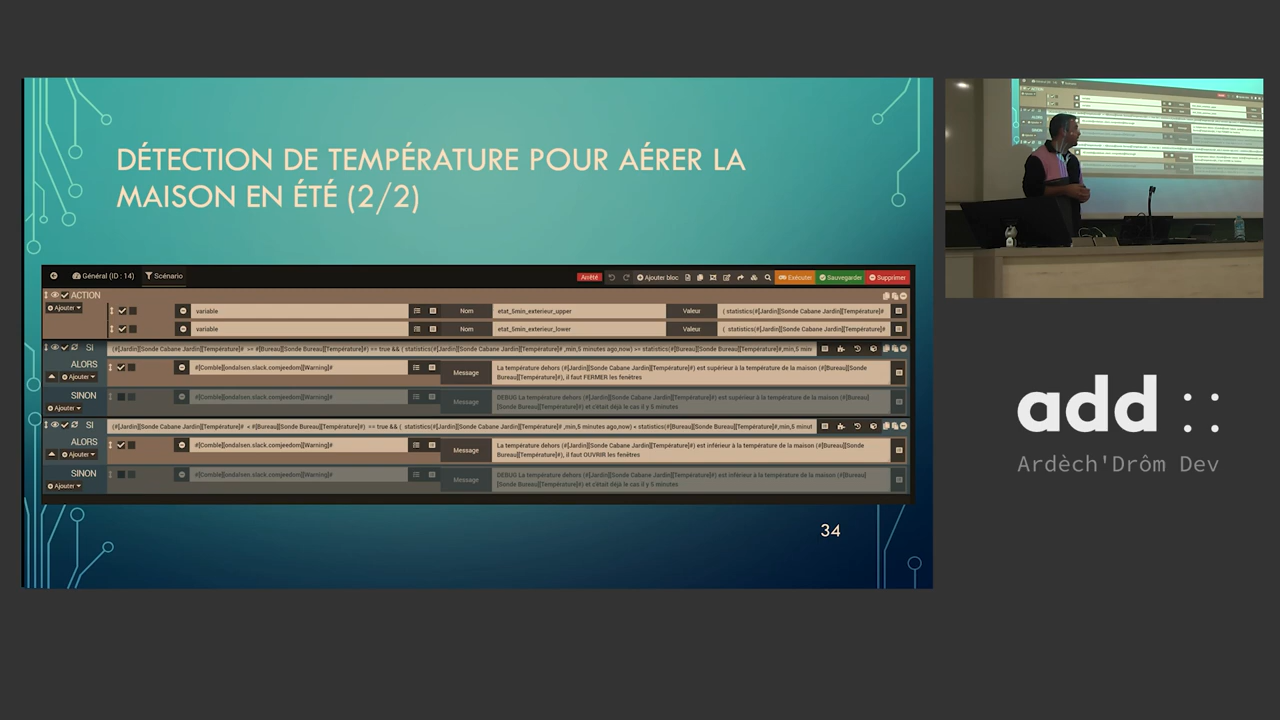 DÉTECTION DE TEMPÉRATURE POUR AÉRER LA
MAISON EN ÉTÉ (2/2)
Général (ID : 14) Scénario Arrêté Ajouter bloc Exécuter Sauvegarder Supprimer
ACTION
Ajouter
variable Nom etat_5min_exterieur_upper Valeur ( statistics(#[Jardin][Sonde Cabane Jardin][Température]#
variable Nom etat_5min_exterieur_lower Valeur ( statistics(#[Jardin][Sonde Cabane Jardin][Température]#
SI (#[Jardin][Sonde Cabane Jardin][Température]# >= #[Bureau][Sonde Bureau][Température]#) == true && ( statistics(#[Jardin][Sonde Cabane Jardin][Température]# ,min,5 minutes ago,now) >= statistics(#[Bureau][Sonde Bureau][Température]#,min,5 min
ALORS
Ajouter
#[Comble][ondalsen.slack.comjeedom][Warning]# Message La température dehors (#[Jardin][Sonde Cabane Jardin][Température]#) est supérieur à la température de la maison (#[Bureau][Sonde
Bureau][Température]#), il faut FERMER les fenêtres
SINON
Ajouter
#[Comble][ondalsen.slack.comjeedom][Warning]# Message DEBUG La température dehors (#[Jardin][Sonde Cabane Jardin][Température]#) est supérieur à la température de la maison (#[Bureau]
[Sonde Bureau][Température]#) et c'était déjà le cas il y 5 minutes
SI (#[Jardin][Sonde Cabane Jardin][Température]# < #[Bureau][Sonde Bureau][Température]#) == true && ( statistics(#[Jardin][Sonde Cabane Jardin][Température]#,min,5 minutes ago,now) < statistics(#[Bureau][Sonde Bureau][Température]#,min,5 minut
ALORS
Ajouter
#[Comble][ondalsen.slack.comjeedom][Warning]# Message La température dehors (#[Jardin][Sonde Cabane Jardin][Température]#) est inférieur à la température de la maison (#[Bureau][Sonde
Bureau][Température]#), il faut OUVRIR les fenêtres
SINON
Ajouter
#[Comble][ondalsen.slack.comjeedom][Warning]# Message DEBUG La température dehors (#[Jardin][Sonde Cabane Jardin][Température]#) est inférieur à la température de la maison (#[Bureau]
[Sonde Bureau][Température]#) et c'était déjà le cas il y 5 minutes
34
add ::
Ardèch'Drôm Dev